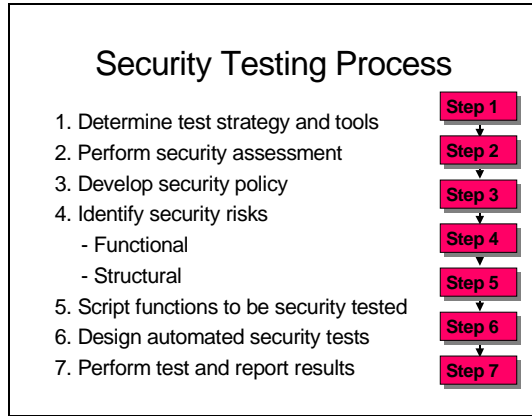 Security Testing Process
1. Determine test strategy and tools
2. Perform security assessment
3. Develop security policy
4. Identify security risks
- Functional
- Structural
5. Script functions to be security tested
6. Design automated security tests
7. Perform test and report results
Step 1
Step 2
Step 3
Step 4
Step 5
Step 6
Step 7